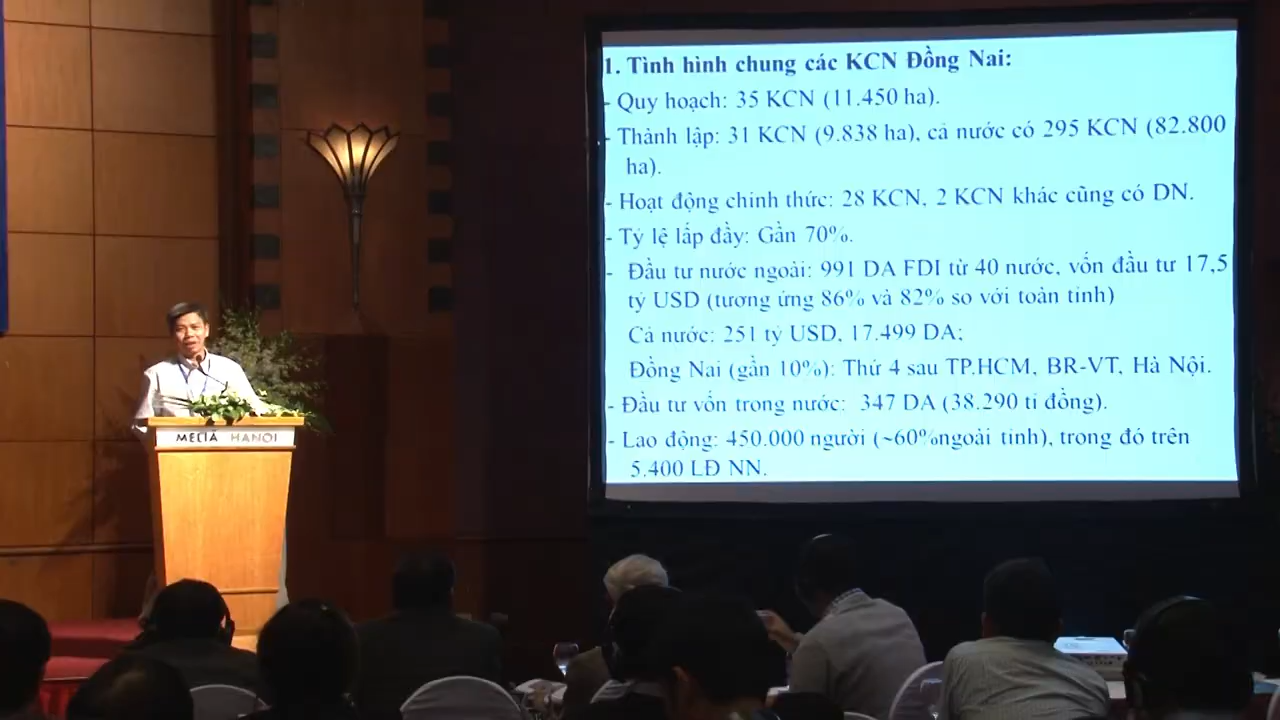 1. Tình hình chung các KCN Đồng Nai:
- Quy hoạch: 35 KCN (11.450 ha).
- Thành lập: 31 KCN (9.838 ha), cả nước có 295 KCN (82.800
ha).
- Hoạt động chính thức: 28 KCN, 2 KCN khác cũng có DN.
- Tỷ lệ lấp đầy: Gần 70%.
- Đầu tư nước ngoài: 991 DA FDI từ 40 nước, vốn đầu tư 17,5
tỷ USD (tương ứng 86% và 82% so với toàn tỉnh)
Cả nước: 251 tỷ USD, 17.499 DA;
Đồng Nai (gần 10%): Thứ 4 sau TP.HCM, BR-VT, Hà Nội.
- Đầu tư vốn trong nước: 347 DA (38.290 tỉ đồng).
- Lao động: 450.000 người (~60%ngoài tỉnh), trong đó trên
5.400 LĐ NN.
MELIÃ HANOI